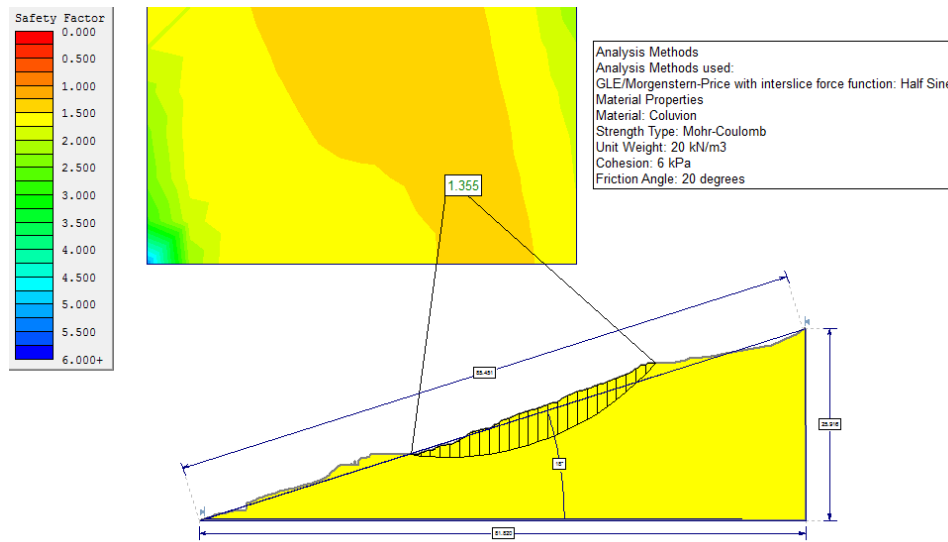 Safety Factor
0.000
0.500
1.000
1.500
2.000
2.500
3.000
3.500
4.000
4.500
5.000
5.500
6.000+
Analysis Methods
Analysis Methods used:
GLE/Morgenstern-Price with interslice force function: Half Sine
Material Properties
Material: Coluvion
Strength Type: Mohr-Coulomb
Unit Weight: 20 kN/m3
Cohesion: 6 kPa
Friction Angle: 20 degrees
1.355